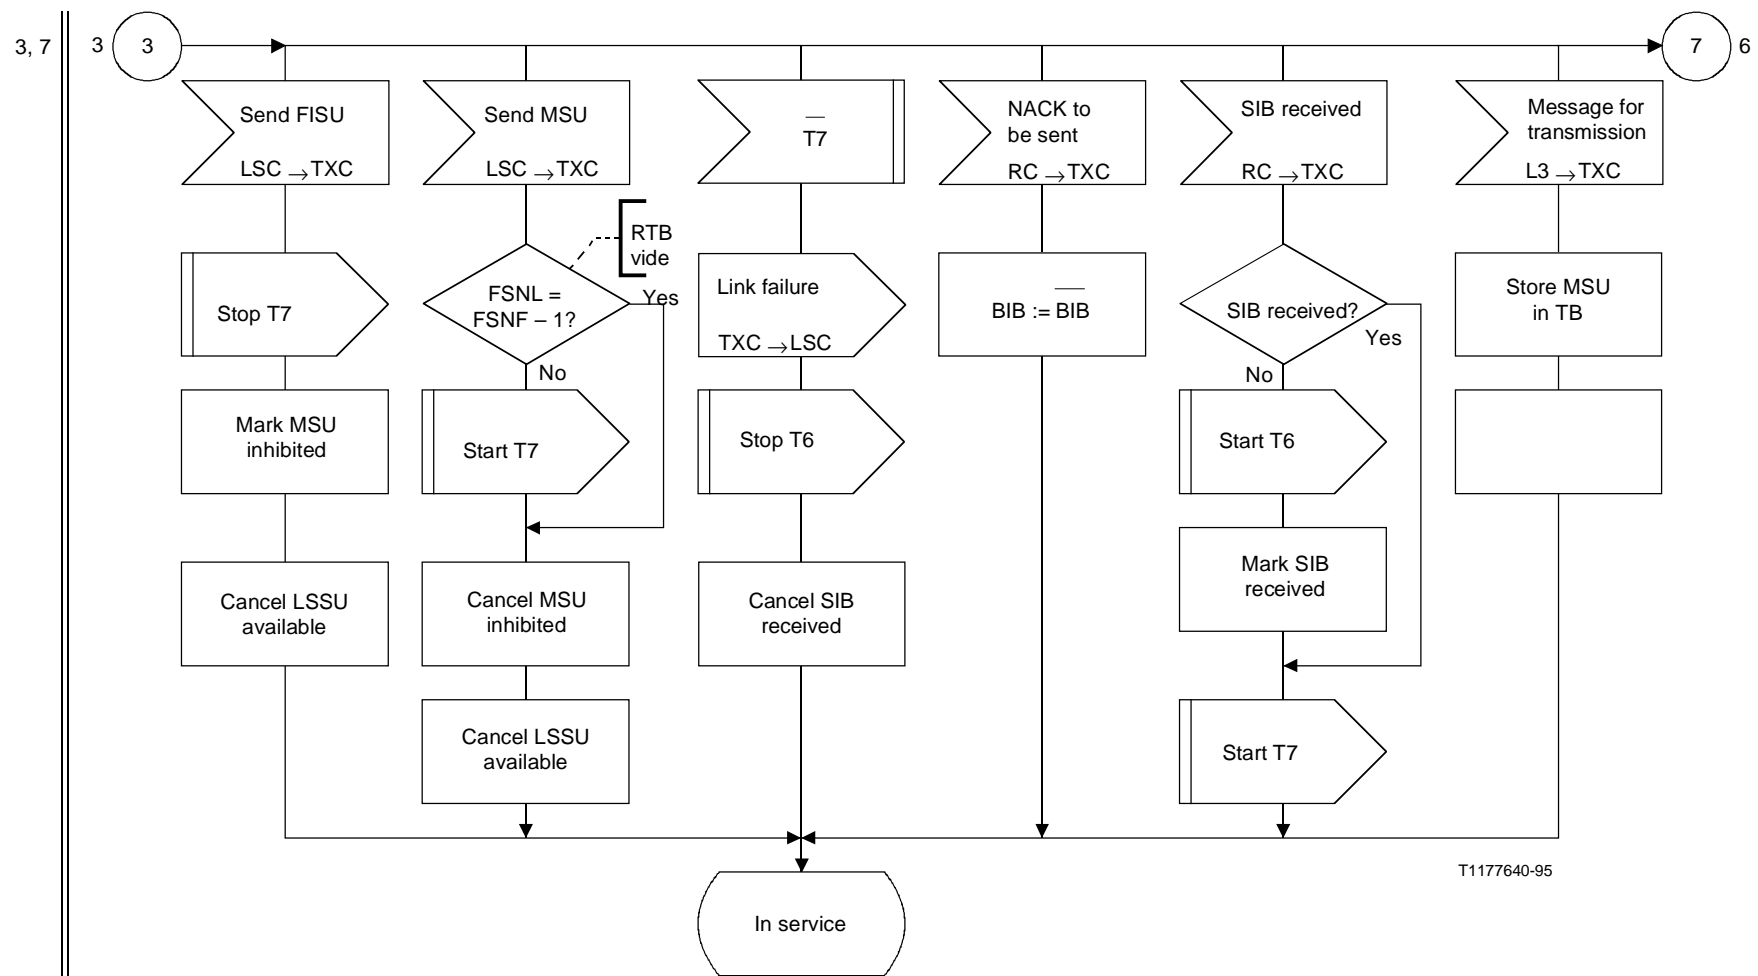 3, 7
3
3
7
6
Send FISU
LSC →TXC
Send MSU
LSC →TXC
T7
NACK to
be sent
RC →TXC
SIB received
RC →TXC
Message for
transmission
L3 →TXC
RTB
vide
Stop T7
FSNL =
FSNF – 1?
Yes
No
Link failure
TXC →LSC
BIB := BIB
SIB received?
Yes
No
Store MSU
in TB
Mark MSU
inhibited
Start T7
Stop T6
Start T6
Mark SIB
received
Cancel LSSU
available
Cancel MSU
inhibited
Cancel SIB
received
Cancel LSSU
available
Start T7
T1177640-95
In service